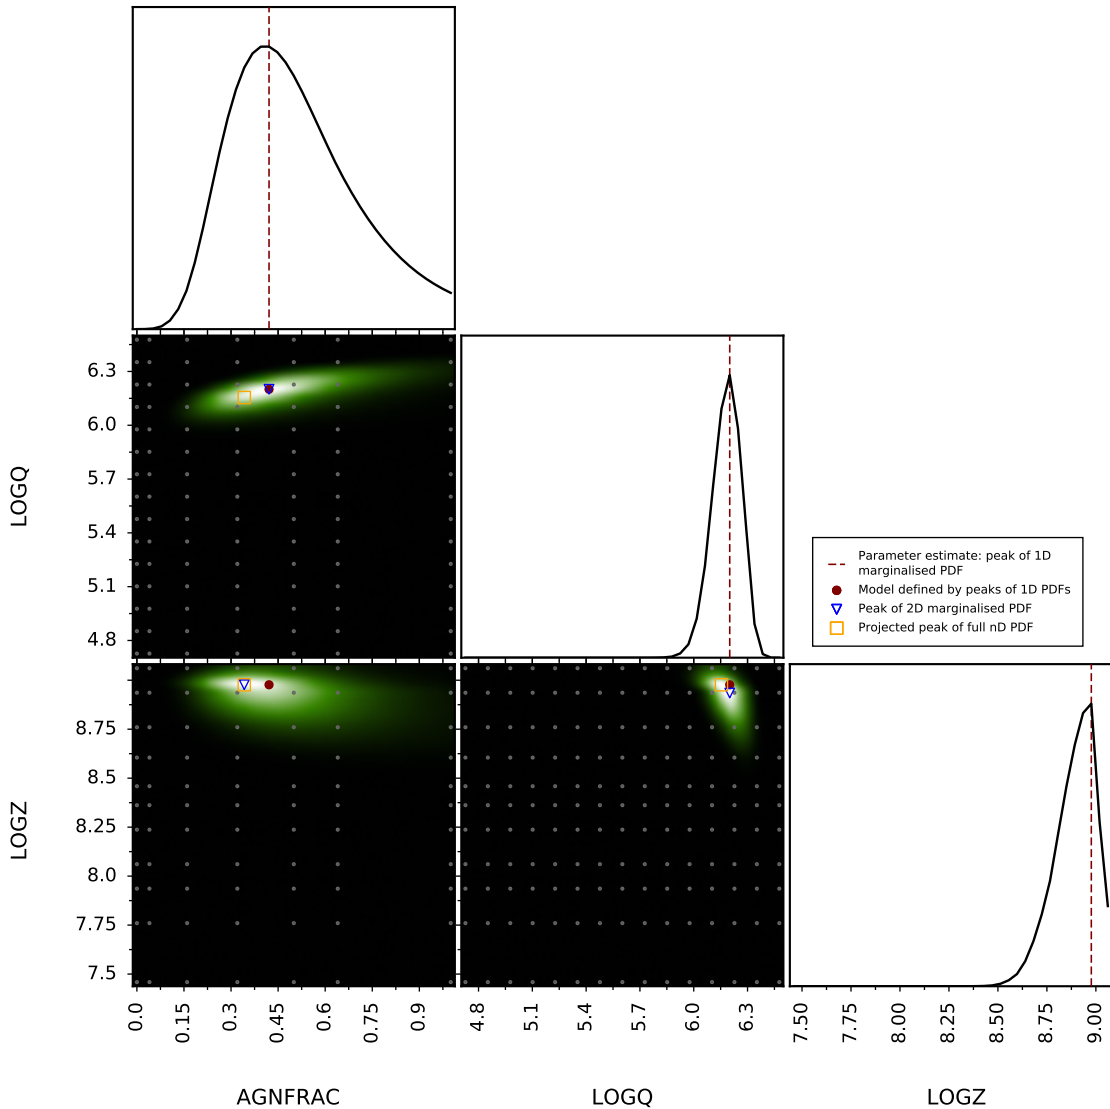 6.3
6.0
5.7
5.4
5.1
4.8
LOGQ
Parameter estimate: peak of 1D
marginalised PDF
Model defined by peaks of 1D PDFs
Peak of 2D marginalised PDF
Projected peak of full nD PDF
8.75
8.5
8.25
8.0
7.75
7.5
LOGZ
0.0 0.15 0.3 0.45 0.6 0.75 0.9
4.8 5.1 5.4 5.7 6.0 6.3
7.50 7.75 8.00 8.25 8.50 8.75 9.00
AGNFRAC LOGQ LOGZ